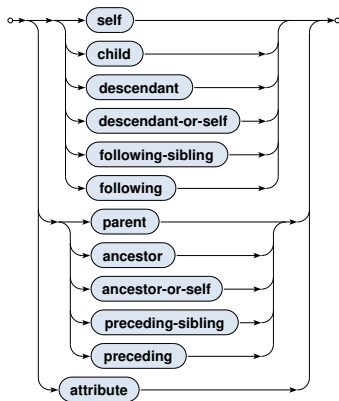 self
child
descendant
descendant-or-self
following-sibling
following
parent
ancestor
ancestor-or-self
preceding-sibling
preceding
attribute